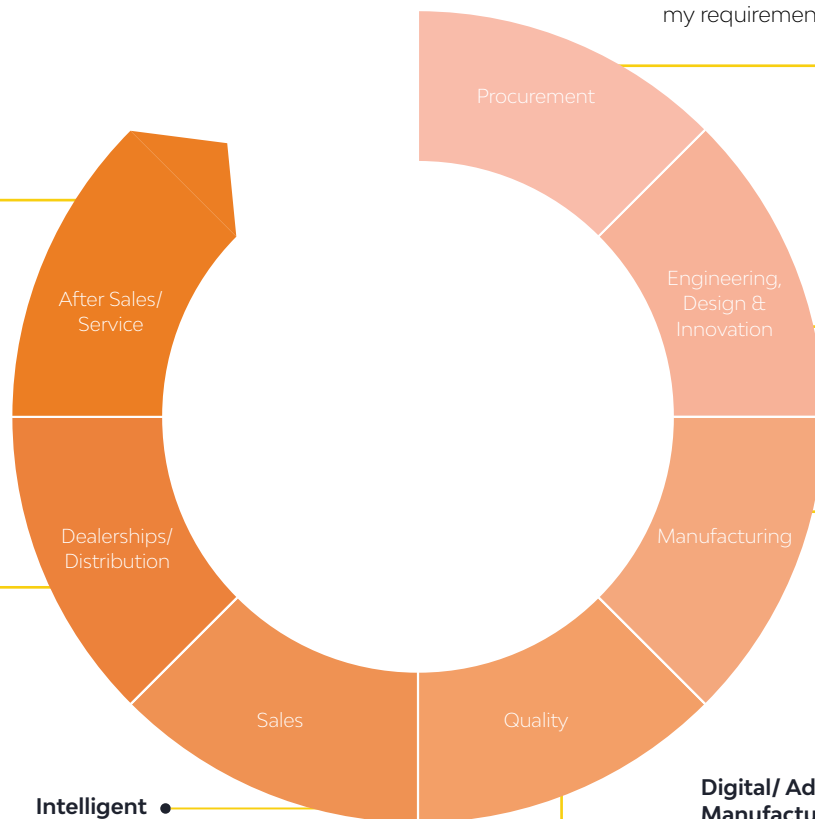 my requiremen
Procurement
Engineering,
Design &
Innovation
Manufacturing
Quality
Sales
Dealerships/
Distribution
After Sales/
Service
Intelligent
Digital/ Ad
Manufactu